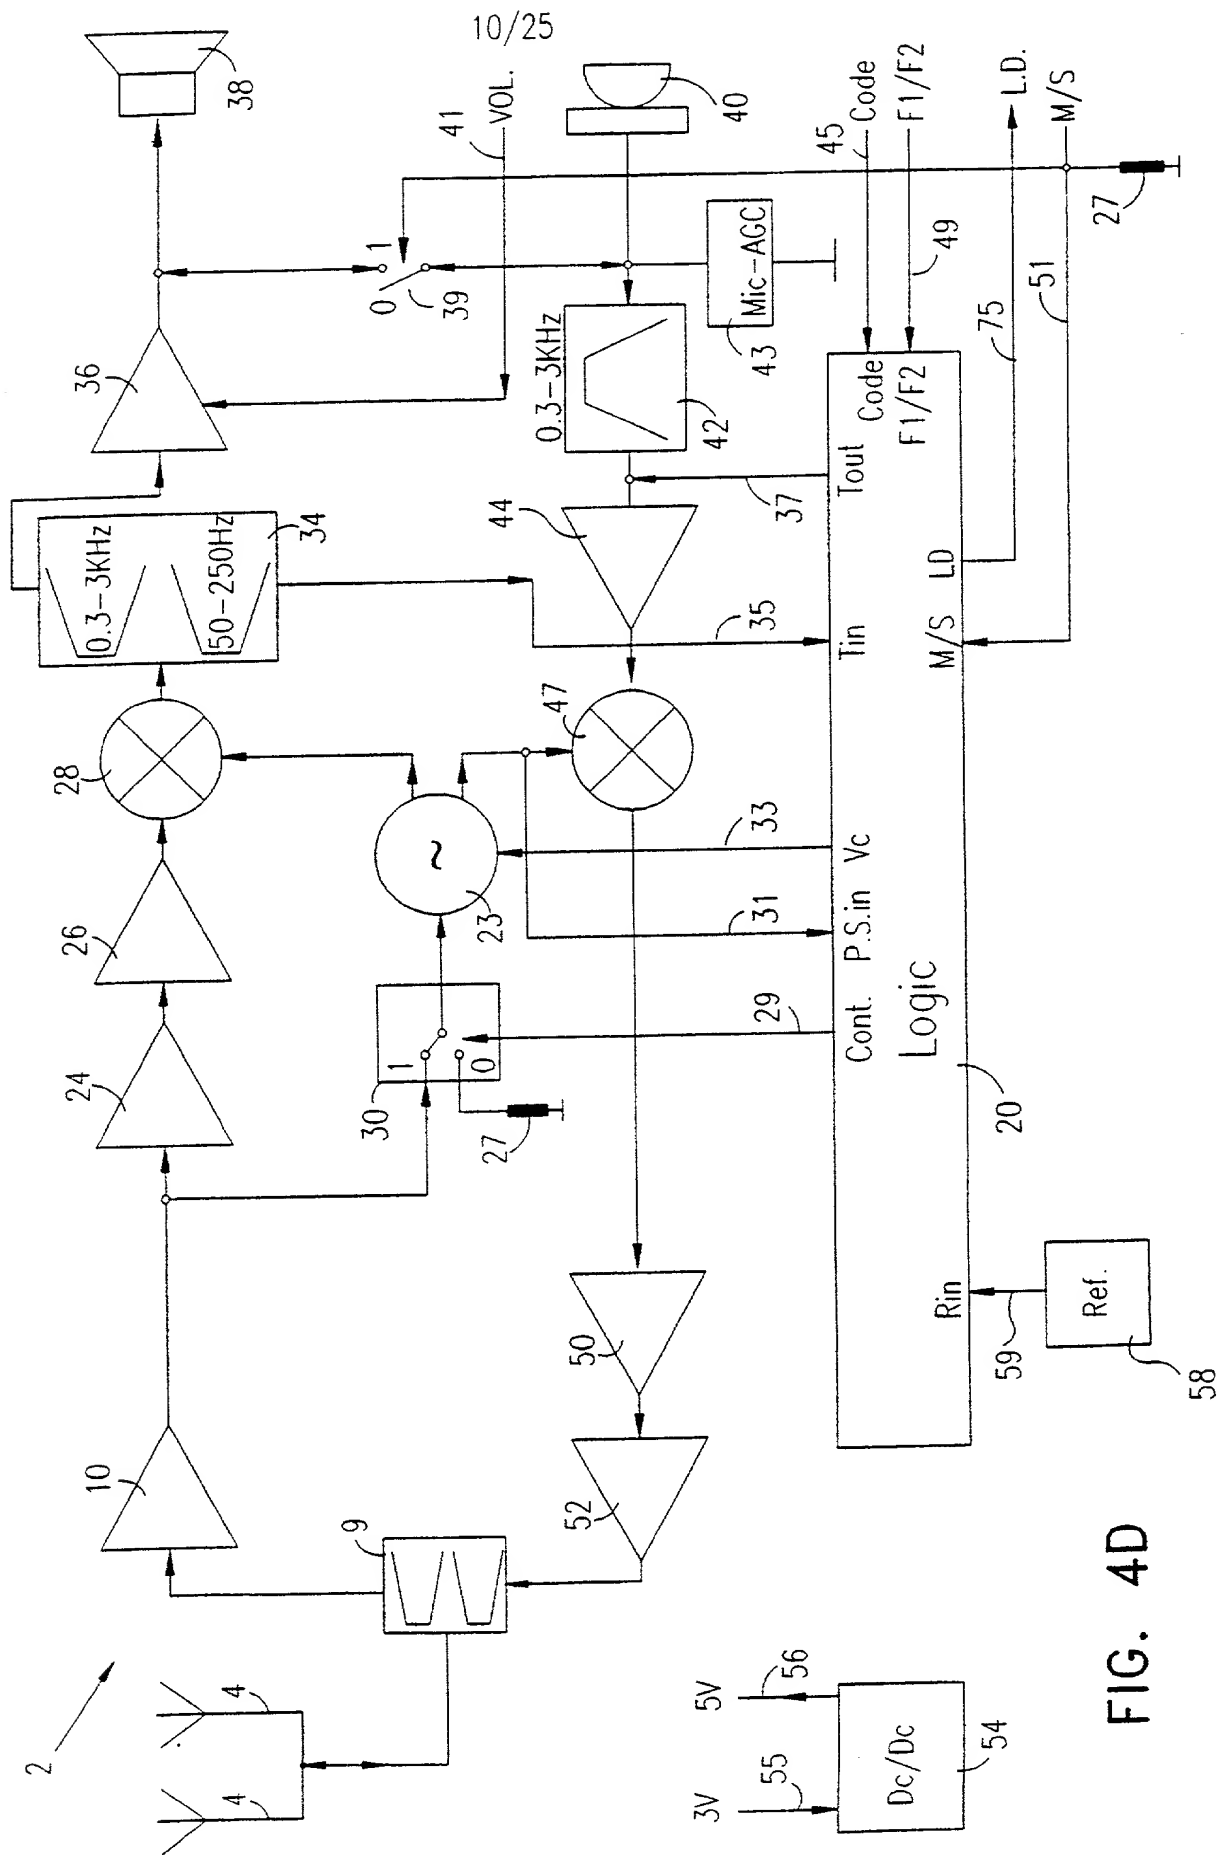 10/25
2
4
4
9
10
24
26
28
0.3-3KHz
50-250Hz
34
36
38
30
1
0
27
23
~
41
VOL.
0
1
39
40
52
50
47
44
0.3-3KHz
42
Mic-AGC
43
29
31
33
35
37
45
Code
F1/F2
49
Cont.
P.S.in
Vc
Tin
Tout
Code
F1/F2
Logic
20
Rin
M/S
LD
75
L.D.
51
M/S
27
59
Ref.
58
3V
55
5V
56
Dc/Dc
54
FIG. 4D